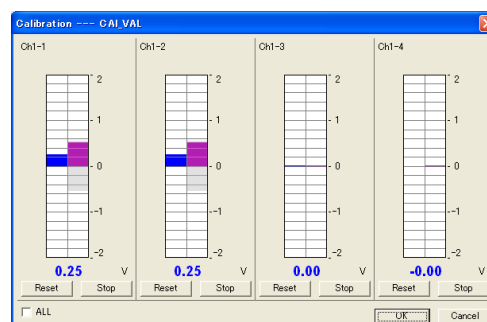 Calibration --- CAI_VAL
Ch1-1 Ch1-2 Ch1-3 Ch1-4
2 2 2 2
1 1 1 1
0 0 0 0
-1 -1 -1 -1
-2 -2 -2 -2
0.25 V 0.25 V 0.00 V -0.00 V
Reset Stop Reset Stop Reset Stop Reset Stop
ALL OK Cancel